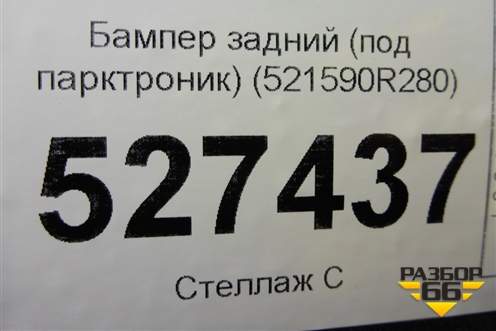 Бампер задний (под
парктроник) (521590R280)
527437
Стеллаж С
РАЗБОР
66